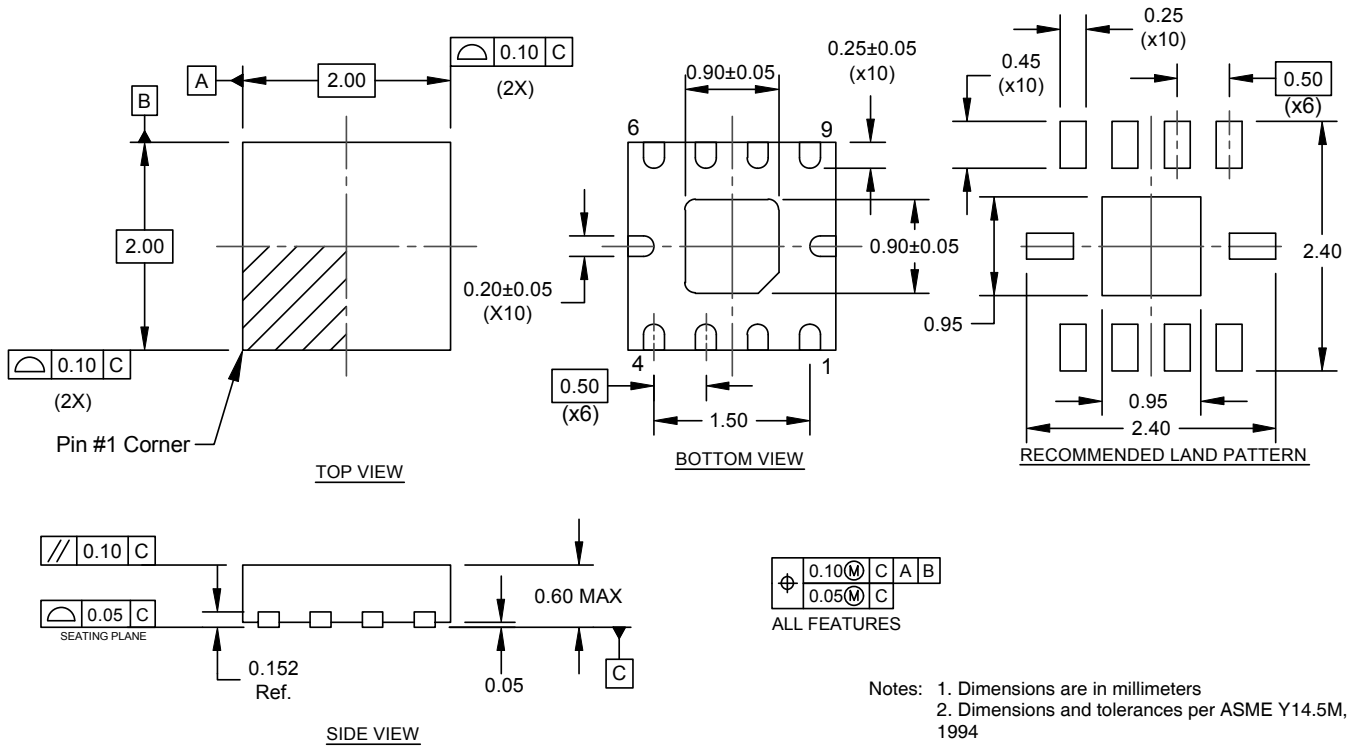 A
2.00
⌓ 0.10 C
(2X)
B
2.00
⌓ 0.10 C
(2X)
Pin #1 Corner
TOP VIEW
0.90±0.05
0.25±0.05
(x10)
6
9
0.90±0.05
0.20±0.05
(X10)
4
1
0.50
(x6)
1.50
BOTTOM VIEW
0.25
(x10)
0.45
(x10)
0.50
(x6)
2.40
0.95
0.95
2.40
RECOMMENDED LAND PATTERN
// 0.10 C
⌓ 0.05 C
SEATING PLANE
0.152
Ref.
0.60 MAX
0.05
C
SIDE VIEW
⌖ 0.10Ⓜ C A B
0.05Ⓜ C
ALL FEATURES
Notes: 1. Dimensions are in millimeters
2. Dimensions and tolerances per ASME Y14.5M,
1994